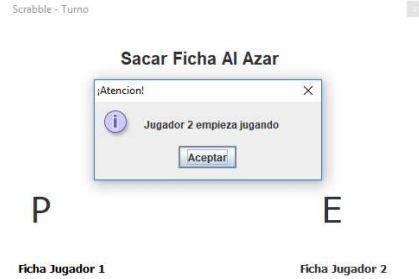 Scrabble - Turno
Sacar Ficha Al Azar
¡Atencion!
Jugador 2 empieza jugando
Aceptar
P
E
Ficha Jugador 1
Ficha Jugador 2